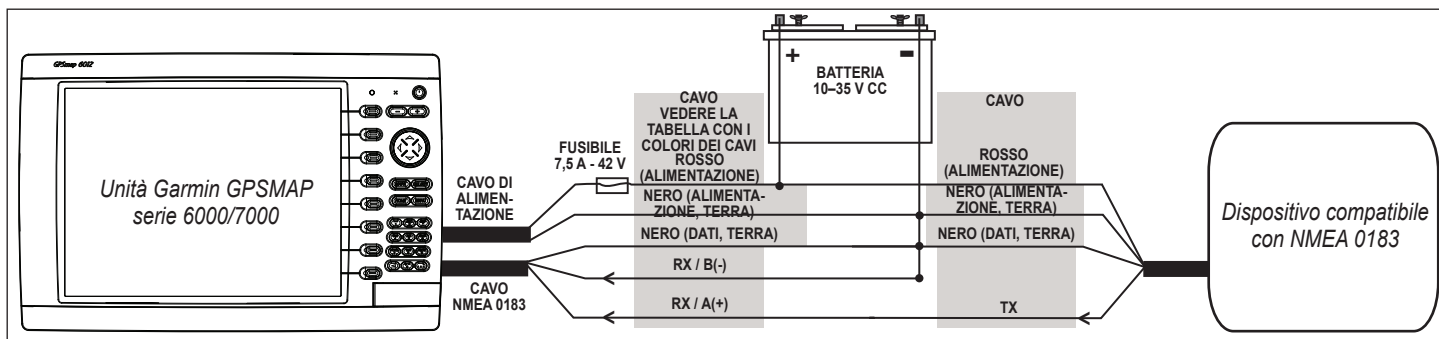 GPSmap 6012
Unità Garmin GPSMAP
serie 6000/7000
CAVO DI
ALIMEN-
TAZIONE
CAVO
NMEA 0183
FUSIBILE
7,5 A - 42 V
CAVO
VEDERE LA
TABELLA CON I
COLORI DEI CAVI
ROSSO
(ALIMENTAZIONE)
NERO (ALIMENTA-
ZIONE, TERRA)
NERO (DATI, TERRA)
RX / B(-)
RX / A(+)
+
-
BATTERIA
10–35 V CC
CAVO
ROSSO
(ALIMENTAZIONE)
NERO (ALIMENTA-
ZIONE, TERRA)
NERO (DATI, TERRA)
TX
Dispositivo compatibile
con NMEA 0183